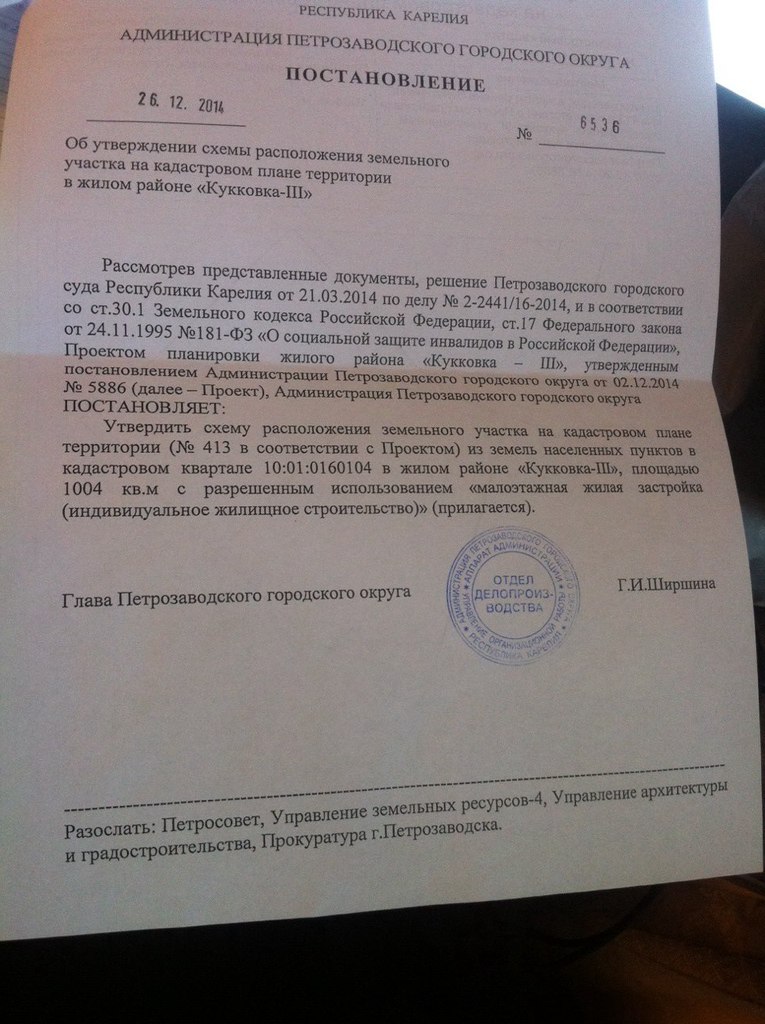 РЕСПУБЛИКА КАРЕЛИЯ
АДМИНИСТРАЦИЯ ПЕТРОЗАВОДСКОГО ГОРОДСКОГО ОКРУГА
ПОСТАНОВЛЕНИЕ
26. 12. 2014
№ 6536
Об утверждении схемы расположения земельного
участка на кадастровом плане территории
в жилом районе «Кукковка-III»
Рассмотрев представленные документы, решение Петрозаводского городского
суда Республики Карелия от 21.03.2014 по делу № 2-2441/16-2014, и в соответствии
со ст.30.1 Земельного кодекса Российской Федерации, ст.17 Федерального закона
от 24.11.1995 №181-ФЗ «О социальной защите инвалидов в Российской Федерации»,
Проектом планировки жилого района «Кукковка – III», утвержденным
постановлением Администрации Петрозаводского городского округа от 02.12.2014
№ 5886 (далее – Проект), Администрация Петрозаводского городского округа
ПОСТАНОВЛЯЕТ:
Утвердить схему расположения земельного участка на кадастровом плане
территории (№ 413 в соответствии с Проектом) из земель населенных пунктов в
кадастровом квартале 10:01:0160104 в жилом районе «Кукковка-III», площадью
1004 кв.м с разрешенным использованием «малоэтажная жилая застройка
(индивидуальное жилищное строительство)» (прилагается).
Глава Петрозаводского городского округа
Г.И.Ширшина
АДМИНИСТРАЦИЯ ПЕТРОЗАВОДСКОГО ГОРОДСКОГО ОКРУГА
РЕСПУБЛИКА КАРЕЛИЯ
АППАРАТ АДМИНИСТРАЦИИ
УПРАВЛЕНИЕ ОРГАНИЗАЦИОННОЙ РАБОТЫ
ОТДЕЛ
ДЕЛОПРОИЗ-
ВОДСТВА
Разослать: Петросовет, Управление земельных ресурсов-4, Управление архитектуры
и градостроительства, Прокуратура г.Петрозаводска.